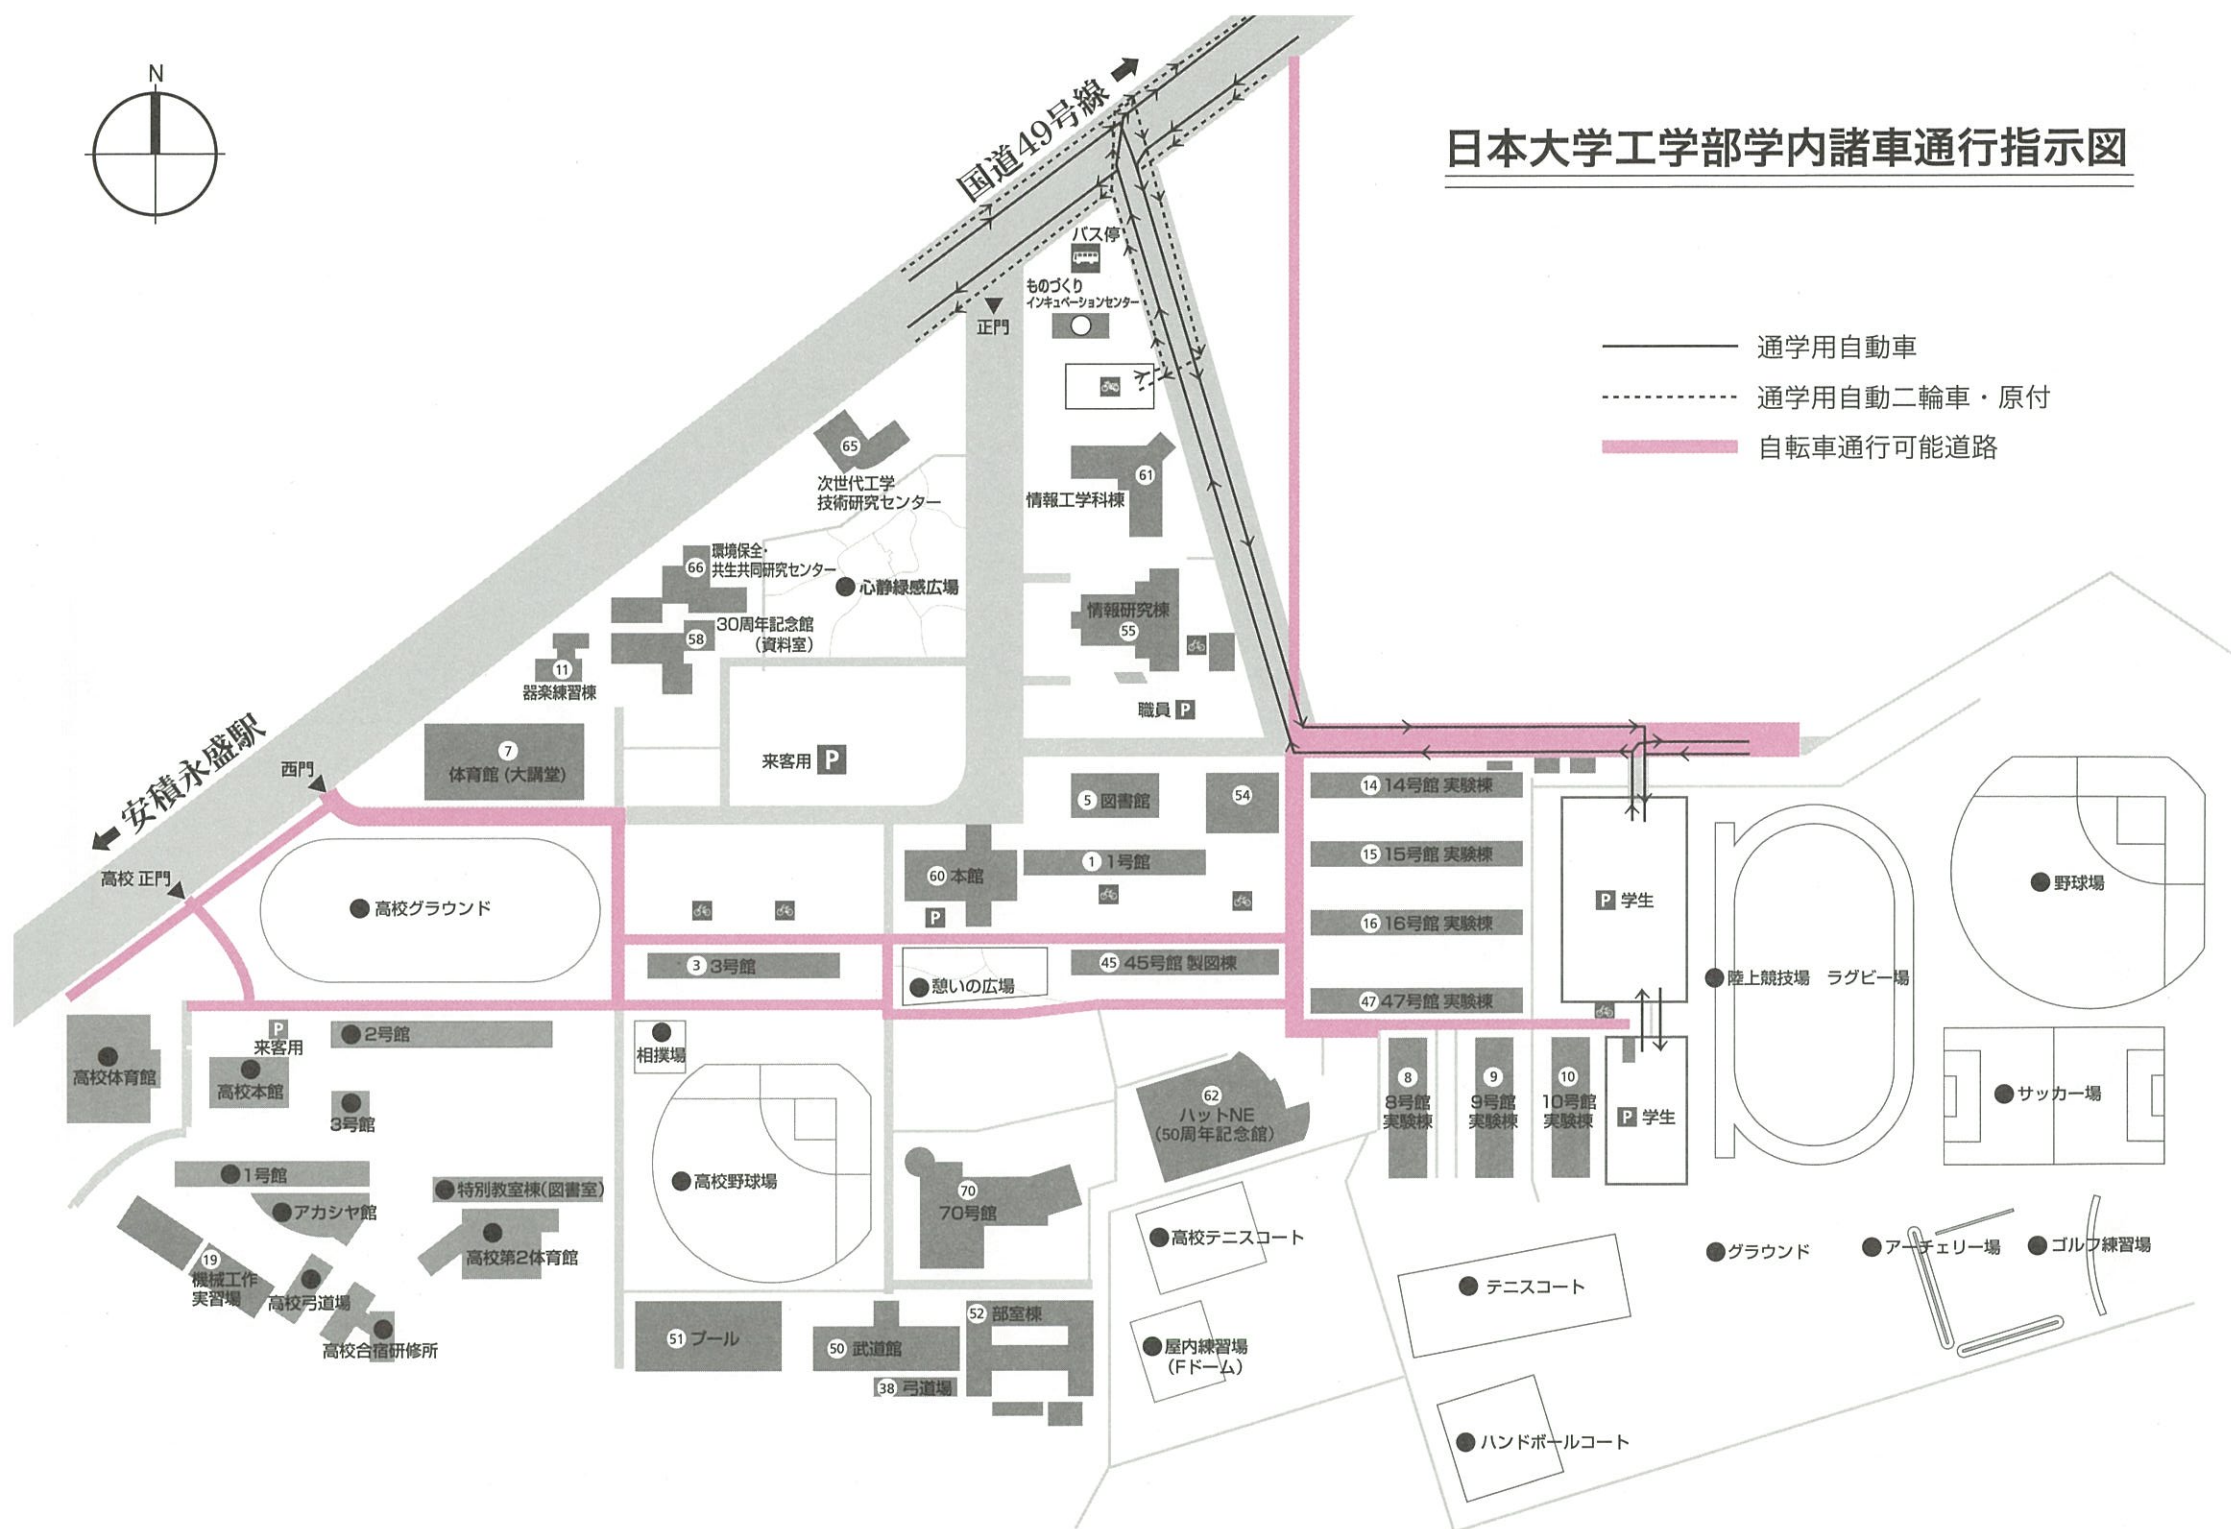 N
国道49号線
日本大学工学部学内諸車通行指示図
バス停
ものづくり
インキュベーションセンター
正門
通学用自動車
通学用自動二輪車・原付
自転車通行可能道路
65
次世代工学
技術研究センター
61
情報工学科棟
66
環境保全・
共生共同研究センター
心静緑感広場
情報研究棟
55
58
30周年記念館
(資料室)
11
器楽練習棟
職員 P
安積永盛駅
西門
7
体育館 (大講堂)
来客用 P
5 図書館
54
14 14号館 実験棟
15 15号館 実験棟
16 16号館 実験棟
47 47号館 実験棟
P 学生
野球場
高校 正門
高校グラウンド
60 本館
P
1 1号館
3 3号館
憩いの広場
45 45号館 製図棟
陸上競技場 ラグビー場
P
来客用
2号館
高校体育館
高校本館
3号館
相撲場
62
ハットNE
(50周年記念館)
8
8号館
実験棟
9
9号館
実験棟
10
10号館
実験棟
P 学生
サッカー場
1号館
アカシヤ館
特別教室棟(図書室)
高校第2体育館
高校野球場
70
70号館
19
機械工作
実習場
高校弓道場
高校合宿研修所
高校テニスコート
テニスコート
グラウンド
アーチェリー場
ゴルフ練習場
51 プール
50 武道館
52 部室棟
38 弓道場
屋内練習場
(Fドーム)
ハンドボールコート